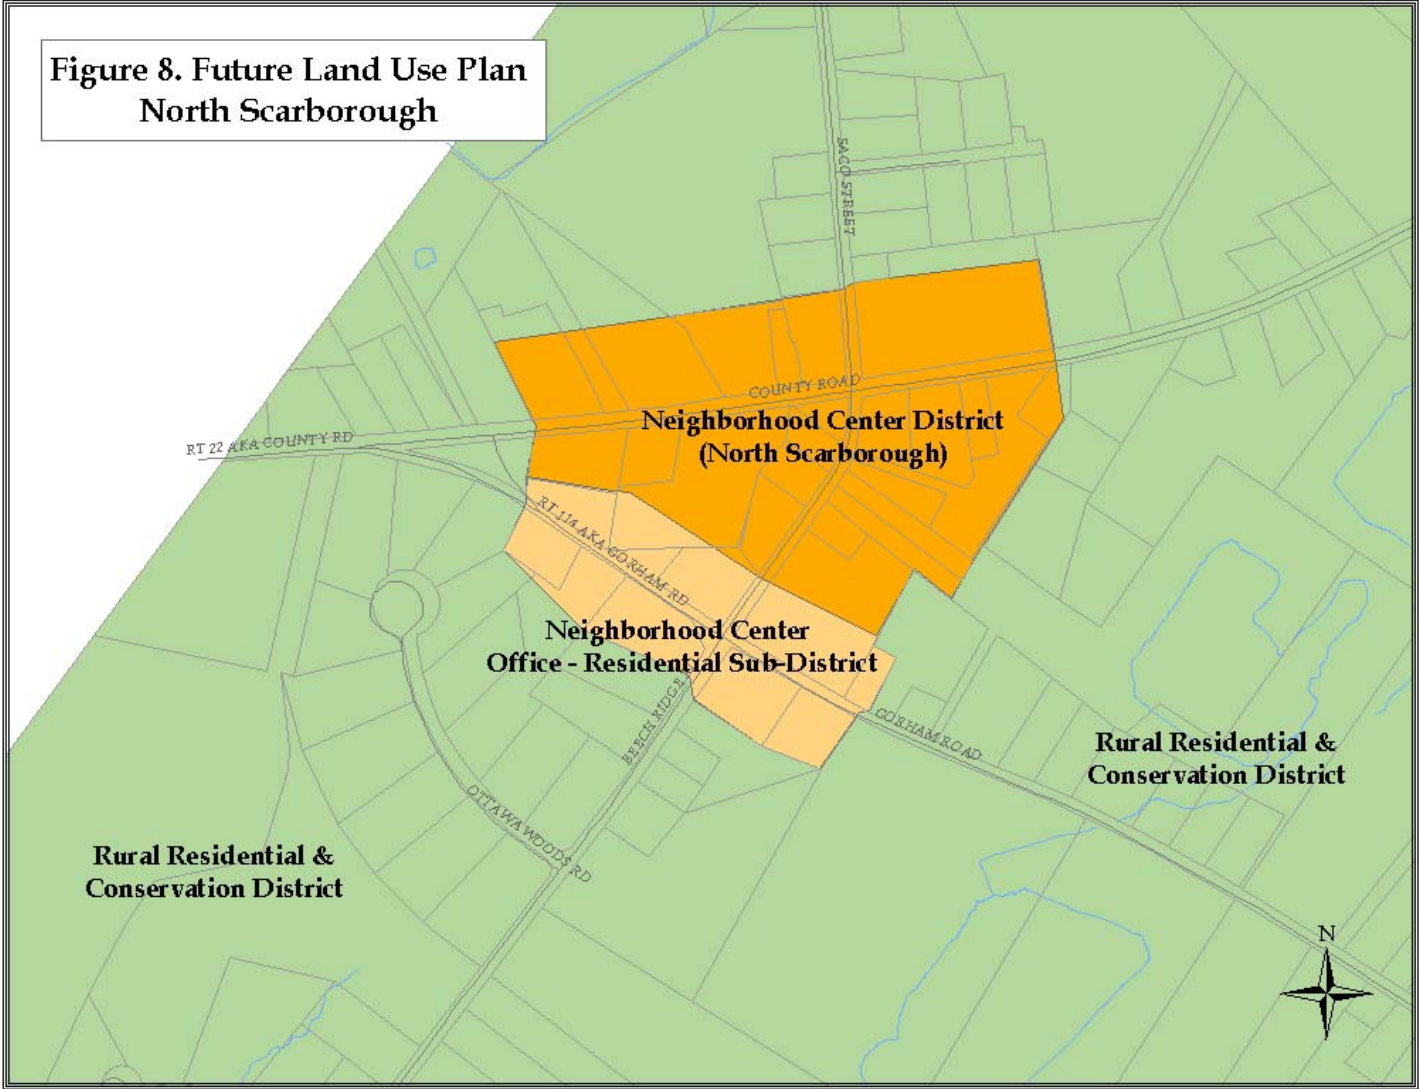 Figure 8. Future Land Use Plan
North Scarborough
SACO STREET
COUNTY ROAD
RT 22 AKA COUNTY RD
Neighborhood Center District
(North Scarborough)
RT 114 AKA GORHAM RD
Neighborhood Center
Office - Residential Sub-District
BEECH RIDGE
GORHAM ROAD
Rural Residential &
Conservation District
OTTAWA WOODS RD
Rural Residential &
Conservation District
N